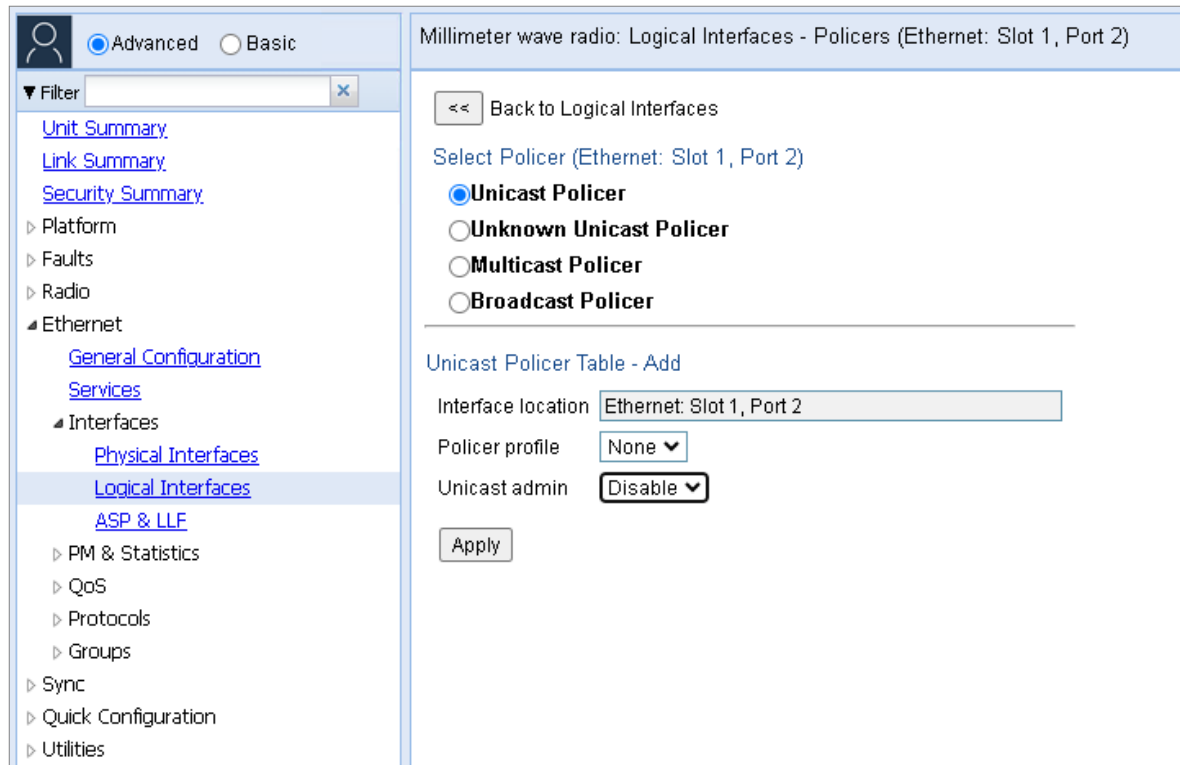 Advanced Basic
Filter
Unit Summary
Link Summary
Security Summary
Platform
Faults
Radio
Ethernet
General Configuration
Services
Interfaces
Physical Interfaces
Logical Interfaces
ASP & LLF
PM & Statistics
QoS
Protocols
Groups
Sync
Quick Configuration
Utilities
Millimeter wave radio: Logical Interfaces - Policers (Ethernet: Slot 1, Port 2)
<< Back to Logical Interfaces
Select Policer (Ethernet: Slot 1, Port 2)
Unicast Policer
Unknown Unicast Policer
Multicast Policer
Broadcast Policer
Unicast Policer Table - Add
Interface location Ethernet: Slot 1, Port 2
Policer profile None
Unicast admin Disable
Apply